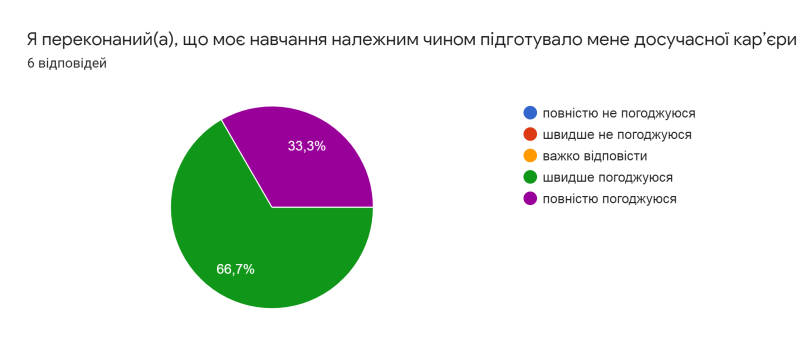 Я переконаний(а), що моє навчання належним чином підготувало мене досучасної кар’єри
6 відповідей
33,3%
66,7%
повністю не погоджуюся
швидше не погоджуюся
важко відповісти
швидше погоджуюся
повністю погоджуюся